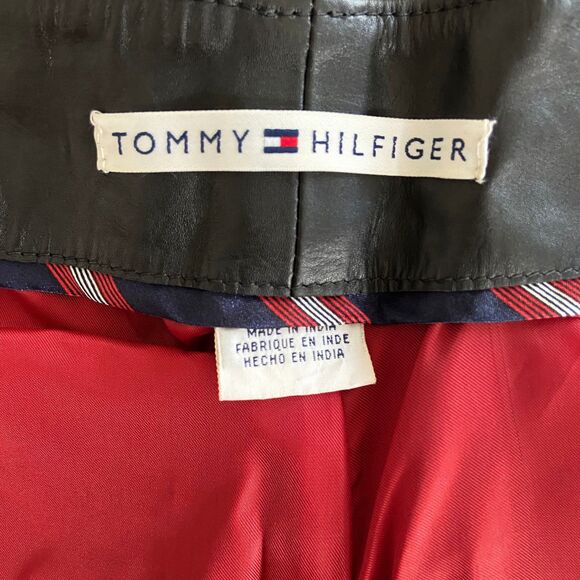 TOMMY HILFIGER
MADE IN INDIA
FABRIQUE EN INDE
HECHO EN INDIA